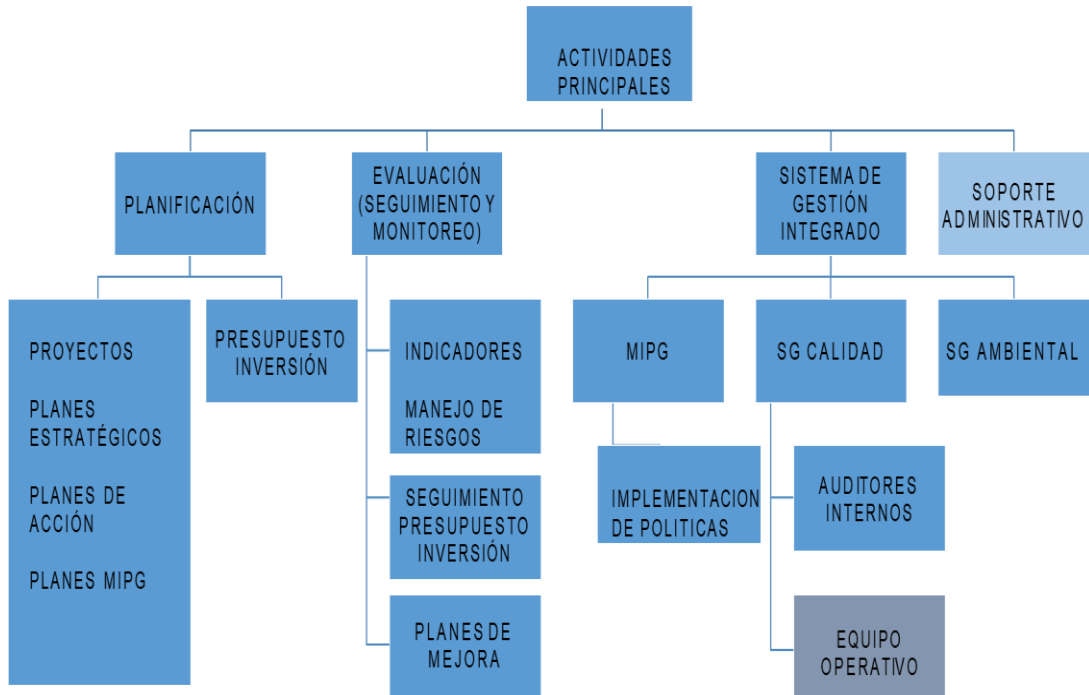 ACTIVIDADES
PRINCIPALES
PLANIFICACIÓN
EVALUACIÓN
(SEGUIMIENTO Y
MONITOREO)
SISTEMA DE
GESTIÓN
INTEGRADO
SOPORTE
ADMINISTRATIVO
PROYECTOS
PLANES
ESTRATÉGICOS
PLANES DE
ACCIÓN
PLANES MIPG
PRESUPUESTO
INVERSIÓN
INDICADORES
MANEJO DE
RIESGOS
SEGUIMIENTO
PRESUPUESTO
INVERSIÓN
PLANES DE
MEJORA
MIPG
IMPLEMENTACION
DE POLITICAS
SG CALIDAD
AUDITORES
INTERNOS
EQUIPO
OPERATIVO
SG AMBIENTAL